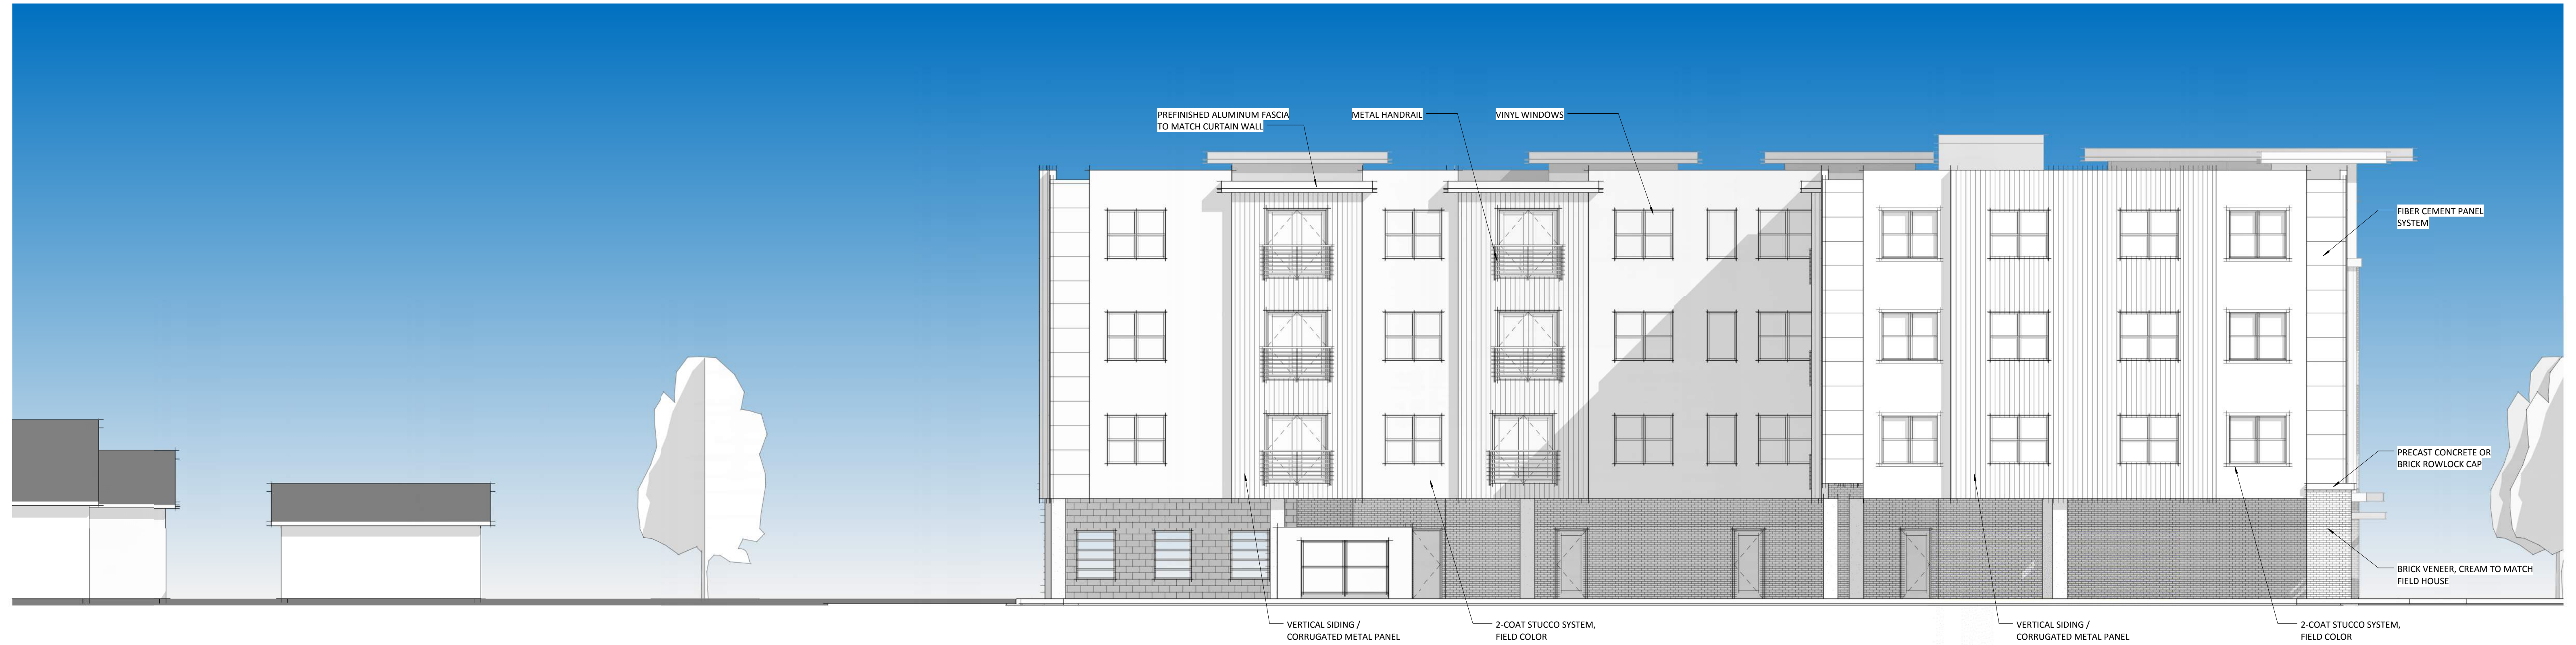 PREFINISHED ALUMINUM FASCIA
TO MATCH CURTAIN WALL
METAL HANDRAIL
VINYL WINDOWS
FIBER CEMENT PANEL
SYSTEM
PRECAST CONCRETE OR
BRICK ROWLOCK CAP
BRICK VENEER, CREAM TO MATCH
FIELD HOUSE
VERTICAL SIDING /
CORRUGATED METAL PANEL
2-COAT STUCCO SYSTEM,
FIELD COLOR
VERTICAL SIDING /
CORRUGATED METAL PANEL
2-COAT STUCCO SYSTEM,
FIELD COLOR